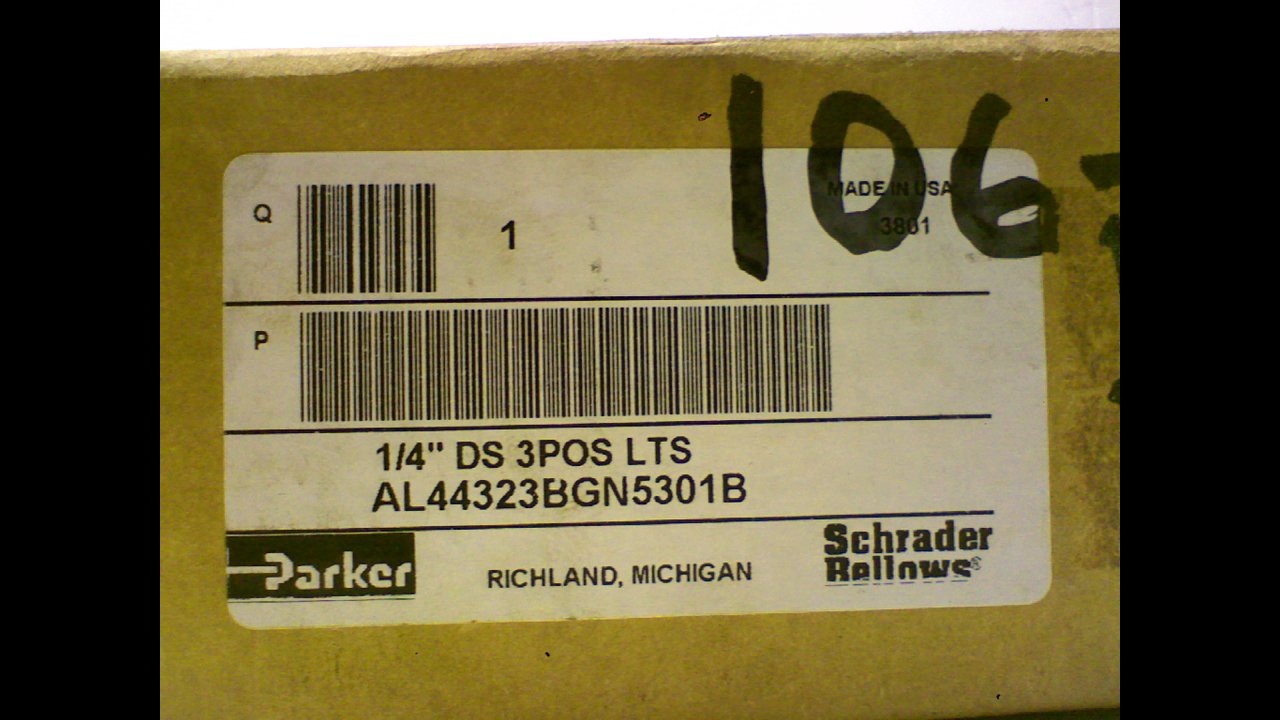 106
MADE IN USA
3801
Q
1
P
1/4" DS 3POS LTS
AL44323BGN5301B
Parker
RICHLAND, MICHIGAN
Schrader
Bellows®